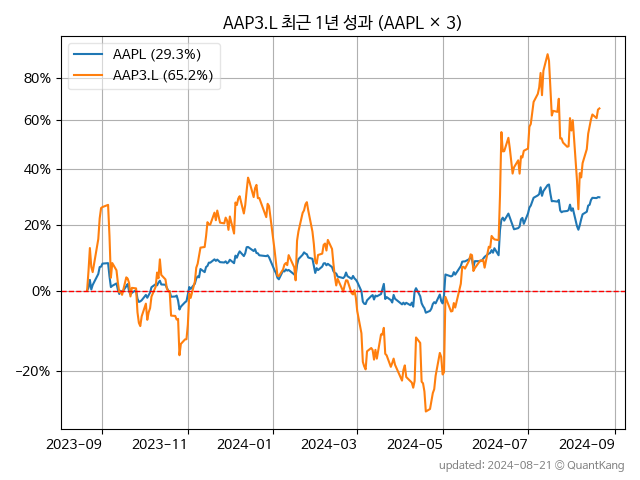 AAP3.L 최근 1년 성과 (AAPL × 3)
AAPL (29.3%)
AAP3.L (65.2%)
80%
60%
40%
20%
0%
−20%
2023-09 2023-11 2024-01 2024-03 2024-05 2024-07 2024-09
updated: 2024-08-21 © QuantKang